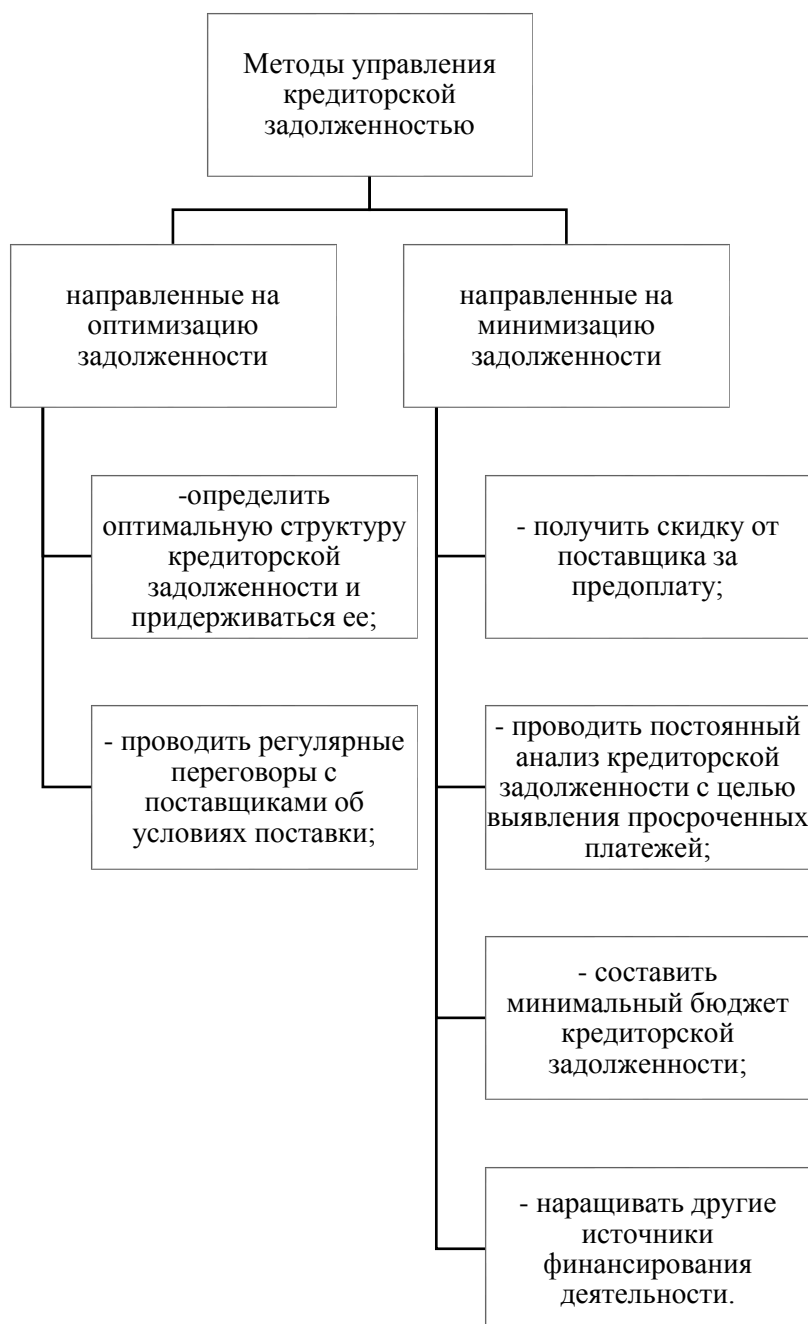 Методы управления
кредиторской
задолженностью
направленные на
оптимизацию
задолженности
-определить
оптимальную структуру
кредиторской
задолженности и
придерживаться ее;
- проводить регулярные
переговоры с
поставщиками об
условиях поставки;
направленные на
минимизацию
задолженности
- получить скидку от
поставщика за
предоплату;
- проводить постоянный
анализ кредиторской
задолженности с целью
выявления просроченных
платежей;
- составить
минимальный бюджет
кредиторской
задолженности;
- наращивать другие
источники
финансирования
деятельности.